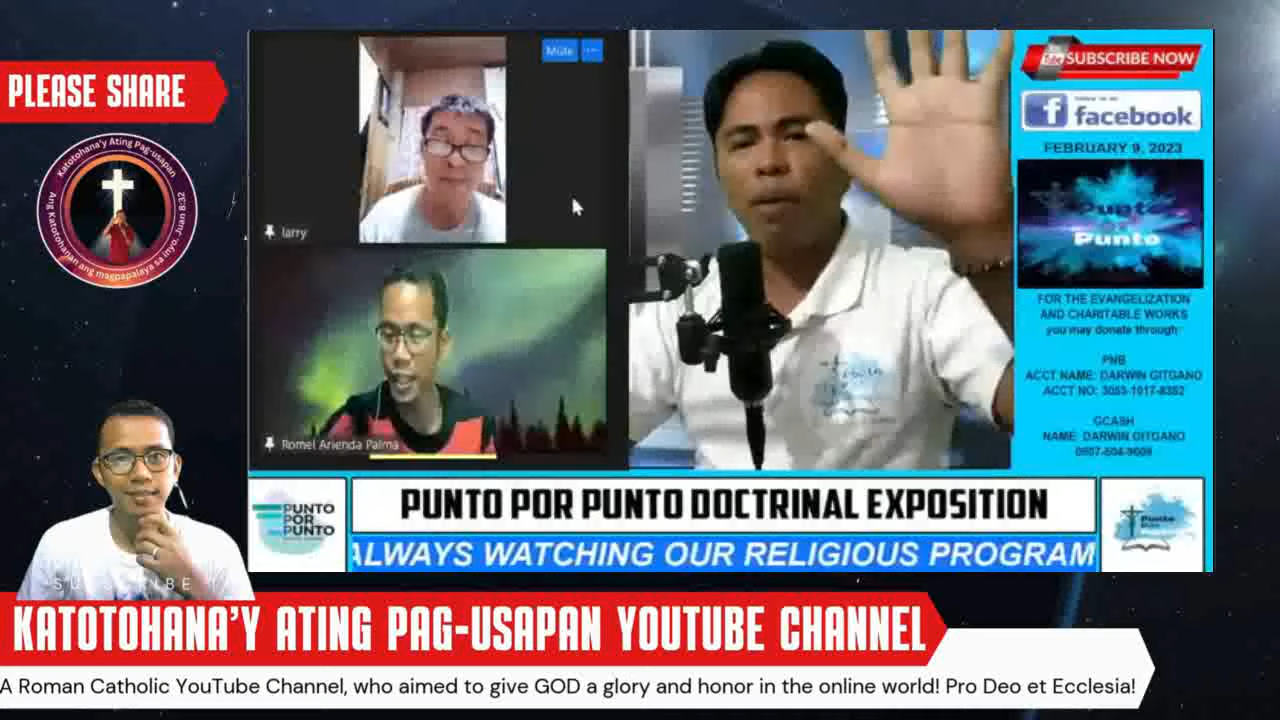 PLEASE SHARE
Katotohana'y Ating Pag-usapan
Ang Katotohanan ang magpapalaya sa inyo. Juan 8:32
Mute
larry
Romel Arienda Palma
SUBSCRIBE NOW
facebook
FEBRUARY 9, 2023
Punto
Punto
FOR THE EVANGELIZATION
AND CHARITABLE WORKS
you may donate through
PNB
ACCT NAME: DARWIN GITGANO
ACCT NO:
GCASH
NAME: DARWIN GITGANO
PUNTO
POR
PUNTO
PUNTO POR PUNTO DOCTRINAL EXPOSITION
ALWAYS WATCHING OUR RELIGIOUS PROGRAM
Punto
SUBSCRIBE
KATOTOHANA'Y ATING PAG-USAPAN YOUTUBE CHANNEL
A Roman Catholic YouTube Channel, who aimed to give GOD a glory and honor in the online world! Pro Deo et Ecclesia!